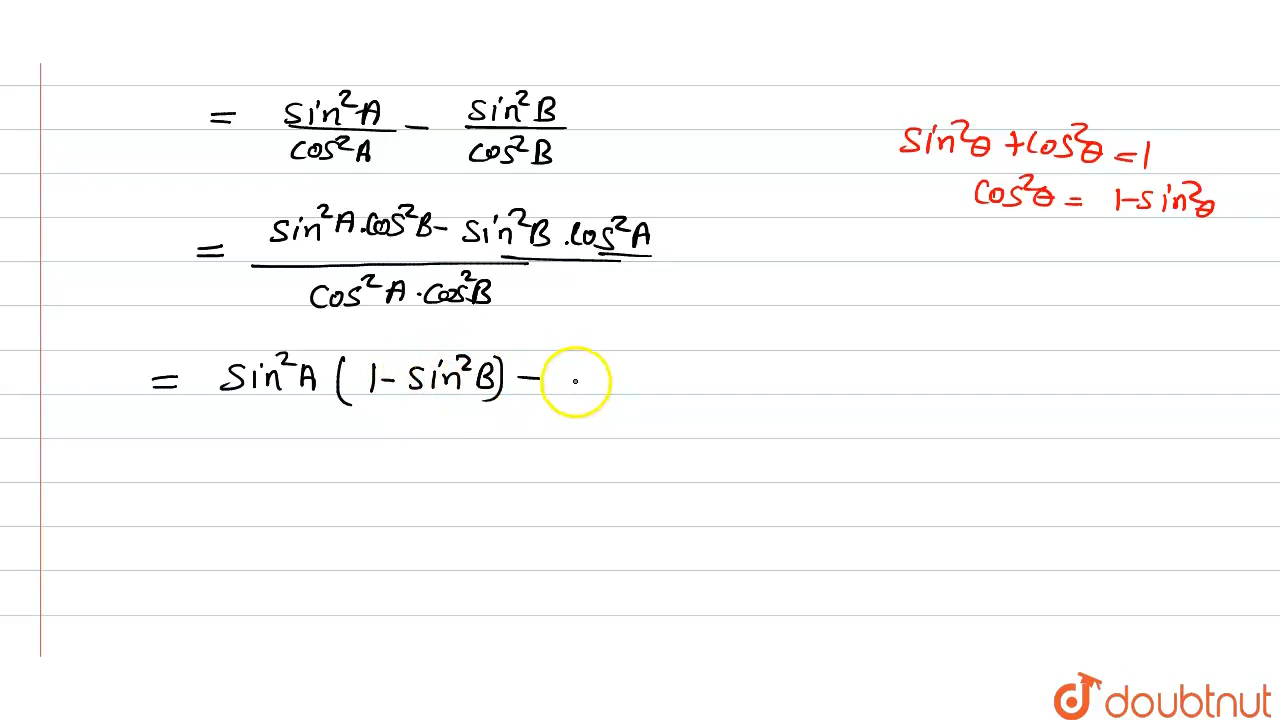 = sin²A/cos²A - sin²B/cos²B
sin²θ + cos²θ = 1
cos²θ = 1-sin²θ
= sin²A.cos²B - sin²B.cos²A / cos²A.cos²B
= sin²A (1- sin²B) -
doubtnut